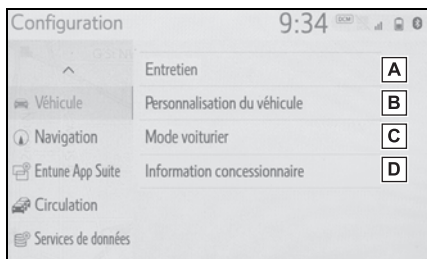 Configuration 9:34 DCM
Entretien A
Véhicule Personnalisation du véhicule B
Navigation Mode voiturier C
Entune App Suite Information concessionnaire D
Circulation
Services de données